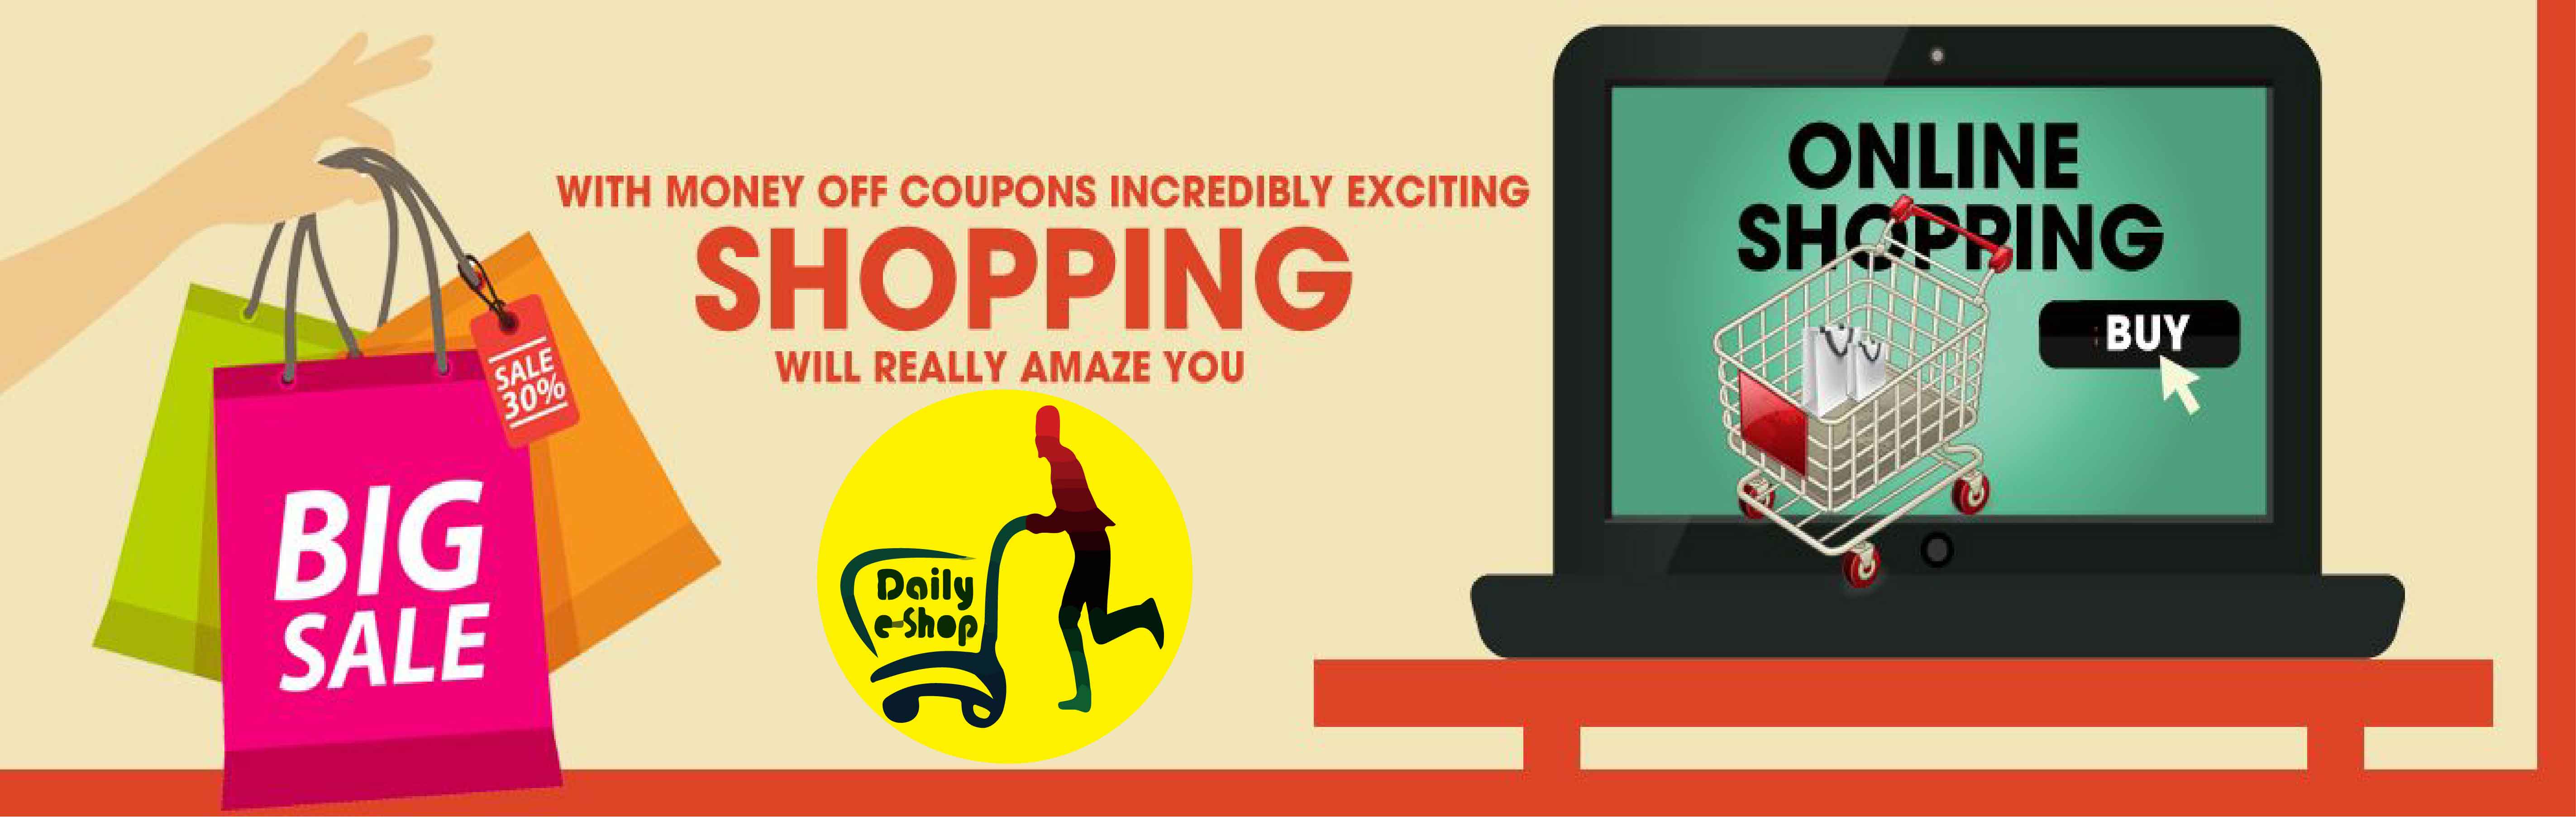 WITH MONEY OFF COUPONS INCREDIBLY EXCITING
SHOPPING
WILL REALLY AMAZE YOU
SALE
30%
BIG
SALE
Daily
e-Shop
ONLINE
SHOPPING
BUY